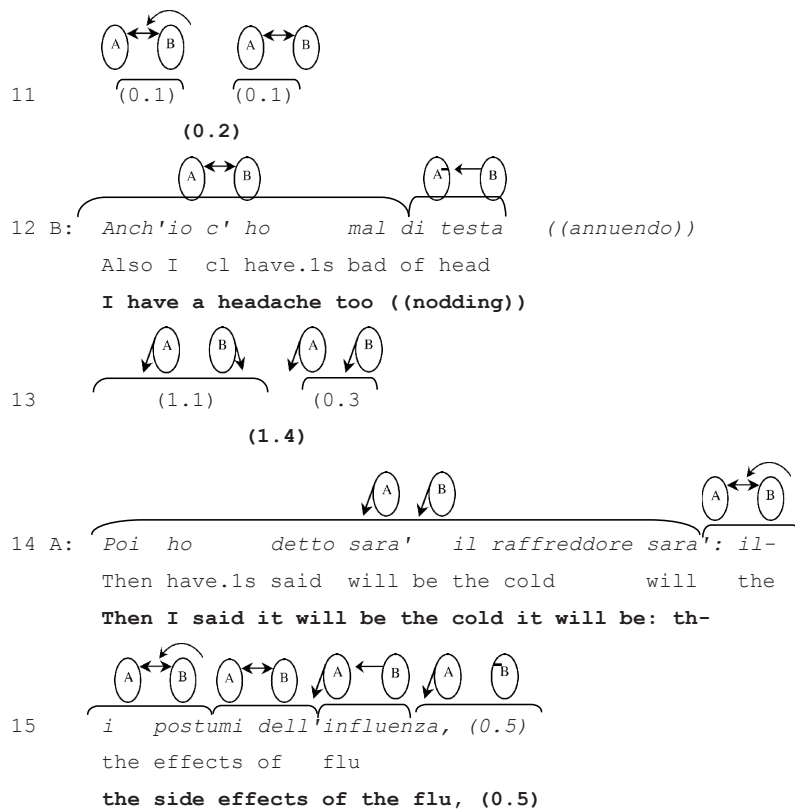 A B A B
11 (0.1) (0.1)
(0.2)
A B A B
12 B: Anch'io c' ho mal di testa ((annuendo))
Also I cl have.1s bad of head
I have a headache too ((nodding))
A B A B
13 (1.1) (0.3
(1.4)
A B A B
14 A: Poi ho detto sara' il raffreddore sara': il-
Then have.1s said will be the cold will the
Then I said it will be the cold it will be: th-
A B A B A B A B
15 i postumi dell'influenza, (0.5)
the effects of flu
the side effects of the flu, (0.5)